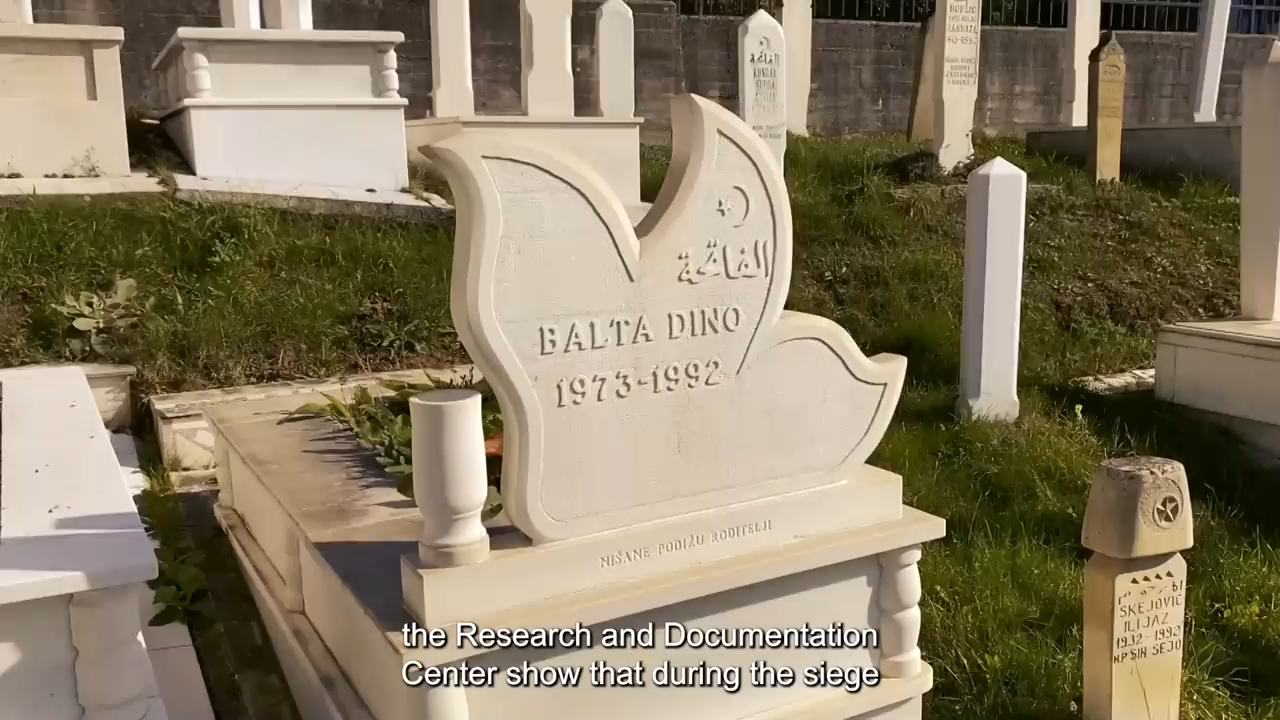 الفاتحة
BALTA DINO
1973-1992
NIŠANE PODIŽU RODITELJI
SKEJOVIĆ
ILIJAZ
1932-1992
the Research and Documentation
Center show that during the siege